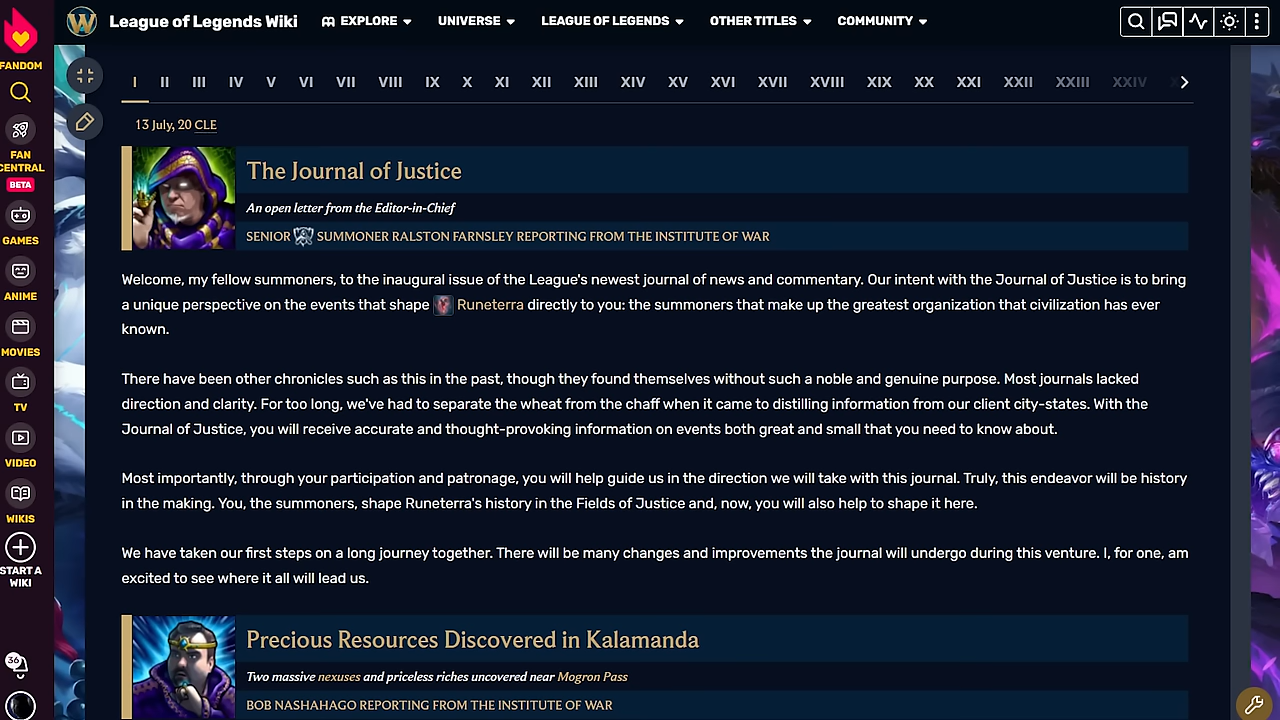 FANDOM
FAN
CENTRAL
BETA
GAMES
ANIME
MOVIES
TV
VIDEO
WIKIS
START A
WIKI
36
League of Legends Wiki EXPLORE UNIVERSE LEAGUE OF LEGENDS OTHER TITLES COMMUNITY
I II III IV V VI VII VIII IX X XI XII XIII XIV XV XVI XVII XVIII XIX XX XXI XXII XXIII XXIV
13 July, 20 CLE
The Journal of Justice
An open letter from the Editor-in-Chief
SENIOR SUMMONER RALSTON FARNSLEY REPORTING FROM THE INSTITUTE OF WAR
Welcome, my fellow summoners, to the inaugural issue of the League's newest journal of news and commentary. Our intent with the Journal of Justice is to bring
a unique perspective on the events that shape Runeterra directly to you: the summoners that make up the greatest organization that civilization has ever
known.
There have been other chronicles such as this in the past, though they found themselves without such a noble and genuine purpose. Most journals lacked
direction and clarity. For too long, we've had to separate the wheat from the chaff when it came to distilling information from our client city-states. With the
Journal of Justice, you will receive accurate and thought-provoking information on events both great and small that you need to know about.
Most importantly, through your participation and patronage, you will help guide us in the direction we will take with this journal. Truly, this endeavor will be history
in the making. You, the summoners, shape Runeterra's history in the Fields of Justice and, now, you will also help to shape it here.
We have taken our first steps on a long journey together. There will be many changes and improvements the journal will undergo during this venture. I, for one, am
excited to see where it all will lead us.
Precious Resources Discovered in Kalamanda
Two massive nexuses and priceless riches uncovered near Mogron Pass
BOB NASHAHAGO REPORTING FROM THE INSTITUTE OF WAR